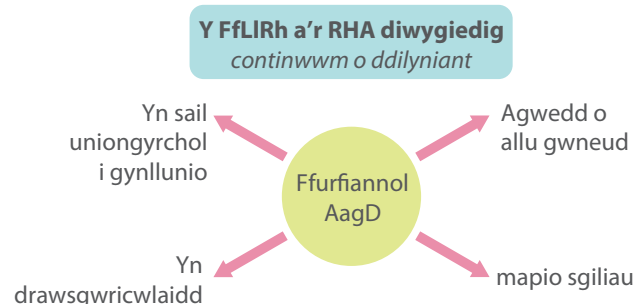 Y FfLlRh a'r RHA diwygiedig
continwwm o ddilyniant
Yn sail
uniongyrchol
i gynllunio
Agwedd o
allu gwneud
Ffurfiannol
AagD
Yn
drawsgwricwlaidd
mapio sgiliau